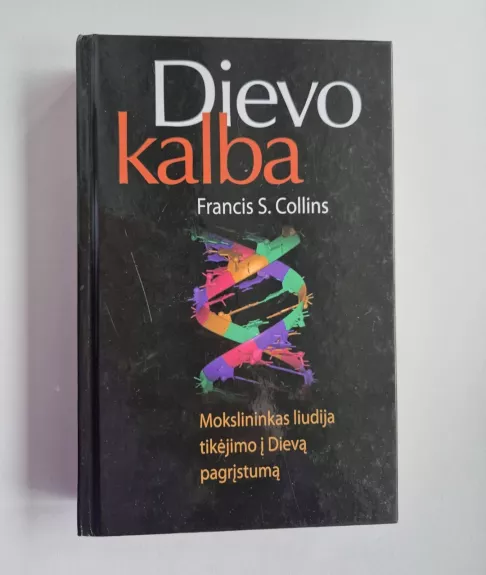 Dievo
kalba
Francis S. Collins
Mokslininkas liudija
tikėjimo į Dievą
pagrįstumą